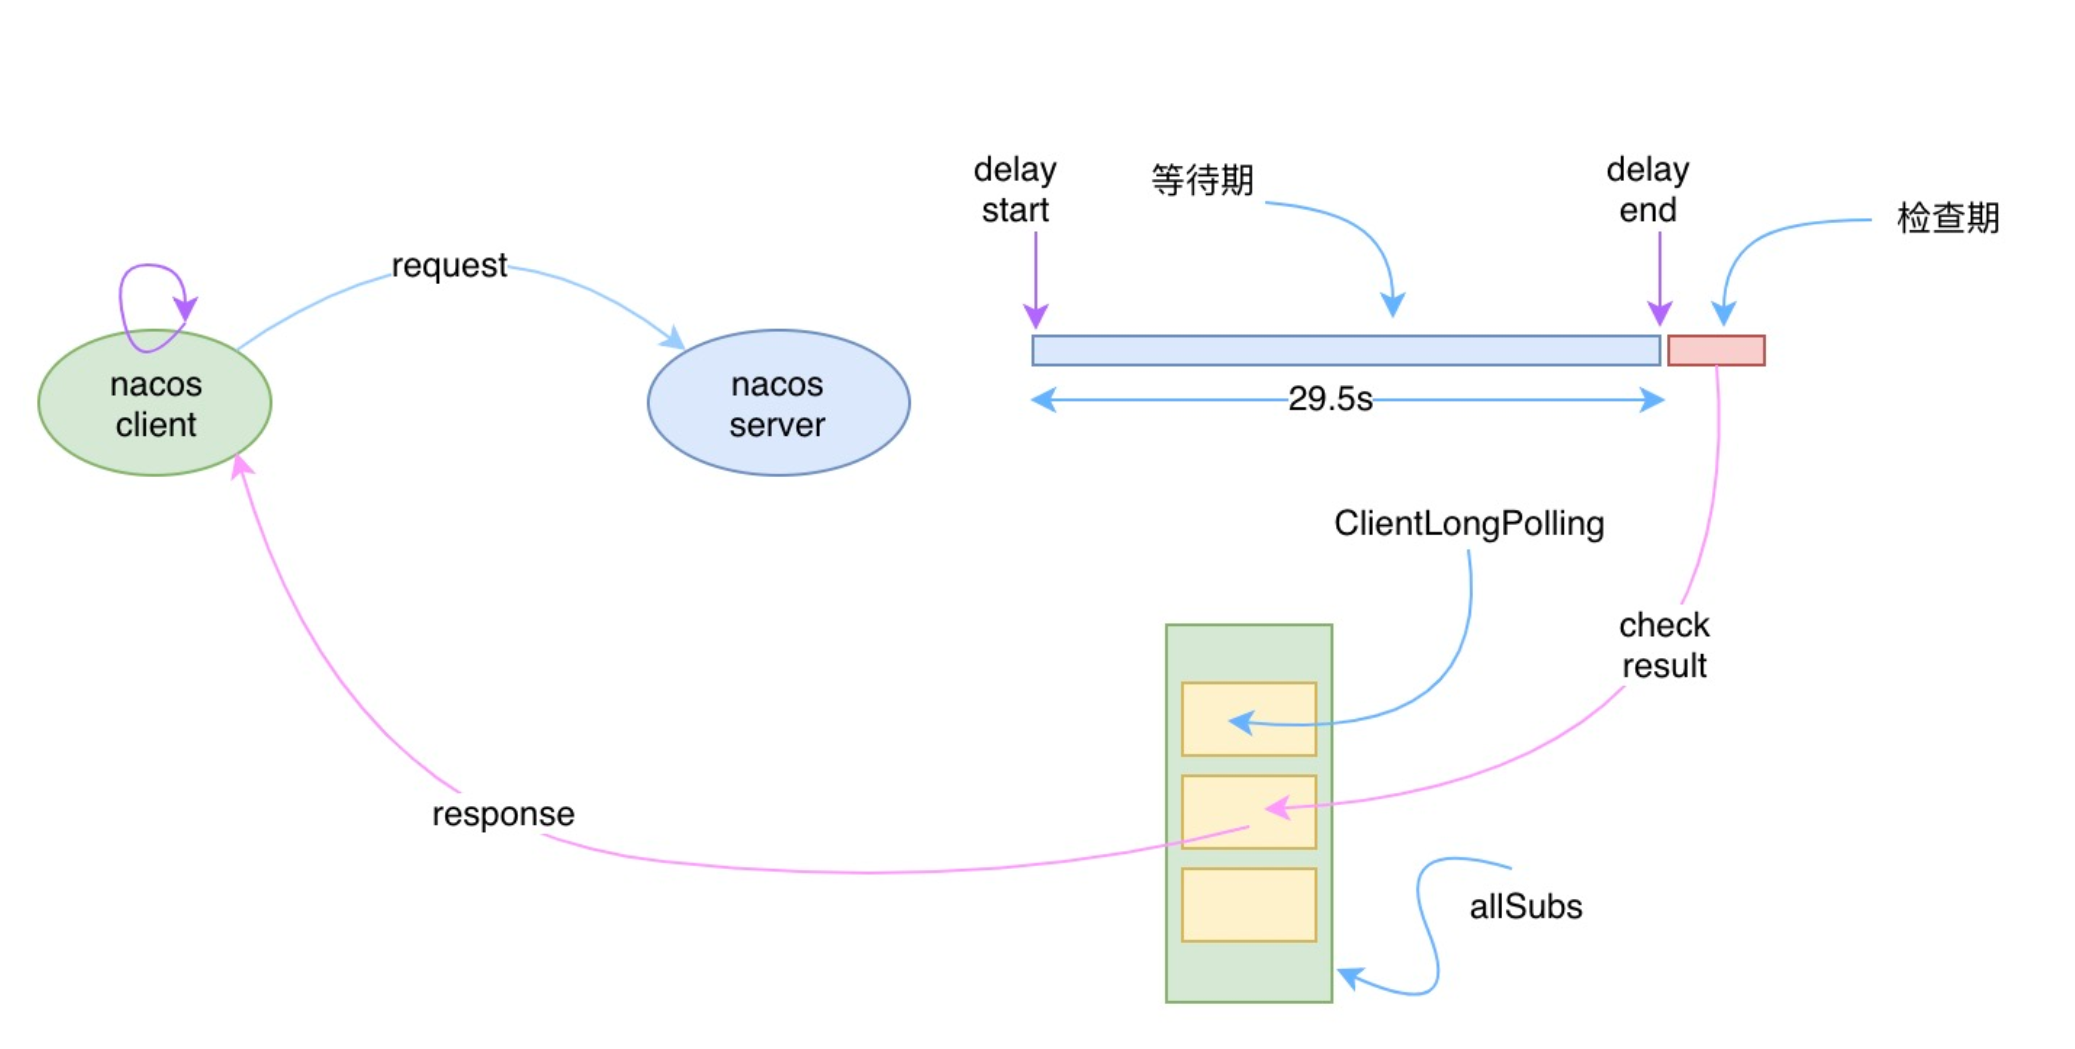 delay
start
等待期
delay
end
检查期
request
nacos
client
nacos
server
29.5s
ClientLongPolling
check
result
response
allSubs